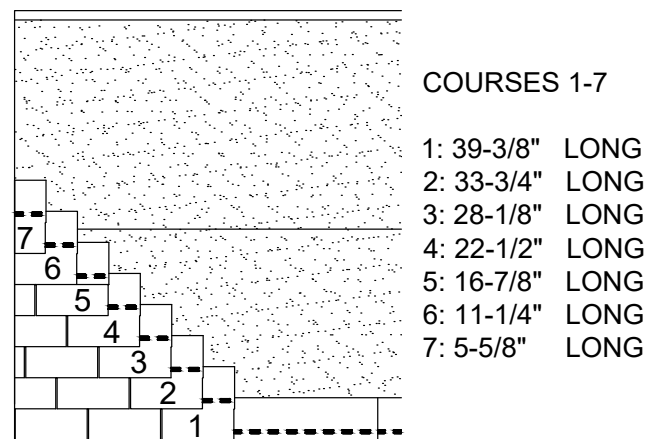 COURSES 1-7
1: 39-3/8" LONG
2: 33-3/4" LONG
3: 28-1/8" LONG
4: 22-1/2" LONG
5: 16-7/8" LONG
6: 11-1/4" LONG
7: 5-5/8" LONG
7
6
5
4
3
2
1